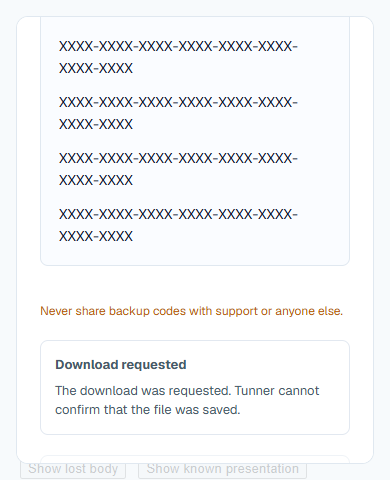 XXXX-XXXX-XXXX-XXXX-XXXX-XXXX-
XXXX-XXXX
XXXX-XXXX-XXXX-XXXX-XXXX-XXXX-
XXXX-XXXX
XXXX-XXXX-XXXX-XXXX-XXXX-XXXX-
XXXX-XXXX
XXXX-XXXX-XXXX-XXXX-XXXX-XXXX-
XXXX-XXXX
Never share backup codes with support or anyone else.
Download requested
The download was requested. Tunner cannot
confirm that the file was saved.
Show lost body
Show known presentation